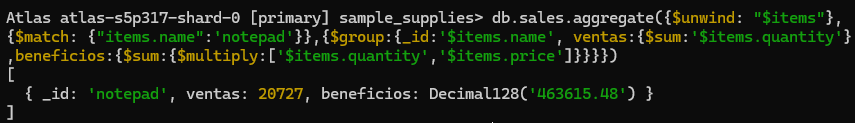 Atlas atlas-s5p317-shard-0 [primary] sample_supplies> db.sales.aggregate({$unwind: "$items"},
{$match: {"items.name":'notepad'}},{$group:{_id:'$items.name', ventas:{$sum:'$items.quantity'}
,beneficios:{$sum:{$multiply:['$items.quantity','$items.price']}}}})
[
  { _id: 'notepad', ventas: 20727, beneficios: Decimal128('463615.48') }
]